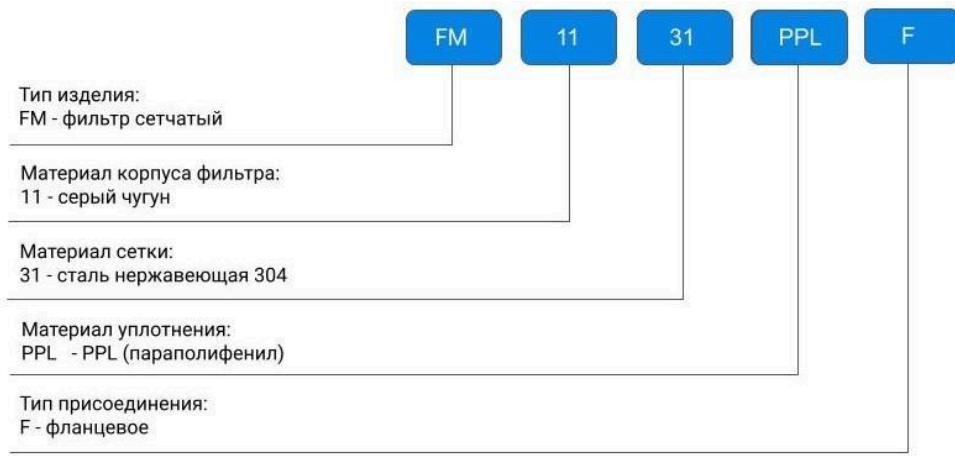 FM 11 31 PPL F
Тип изделия:
FM - фильтр сетчатый
Материал корпуса фильтра:
11 - серый чугун
Материал сетки:
31 - сталь нержавеющая 304
Материал уплотнения:
PPL - PPL (параполифенил)
Тип присоединения:
F - фланцевое